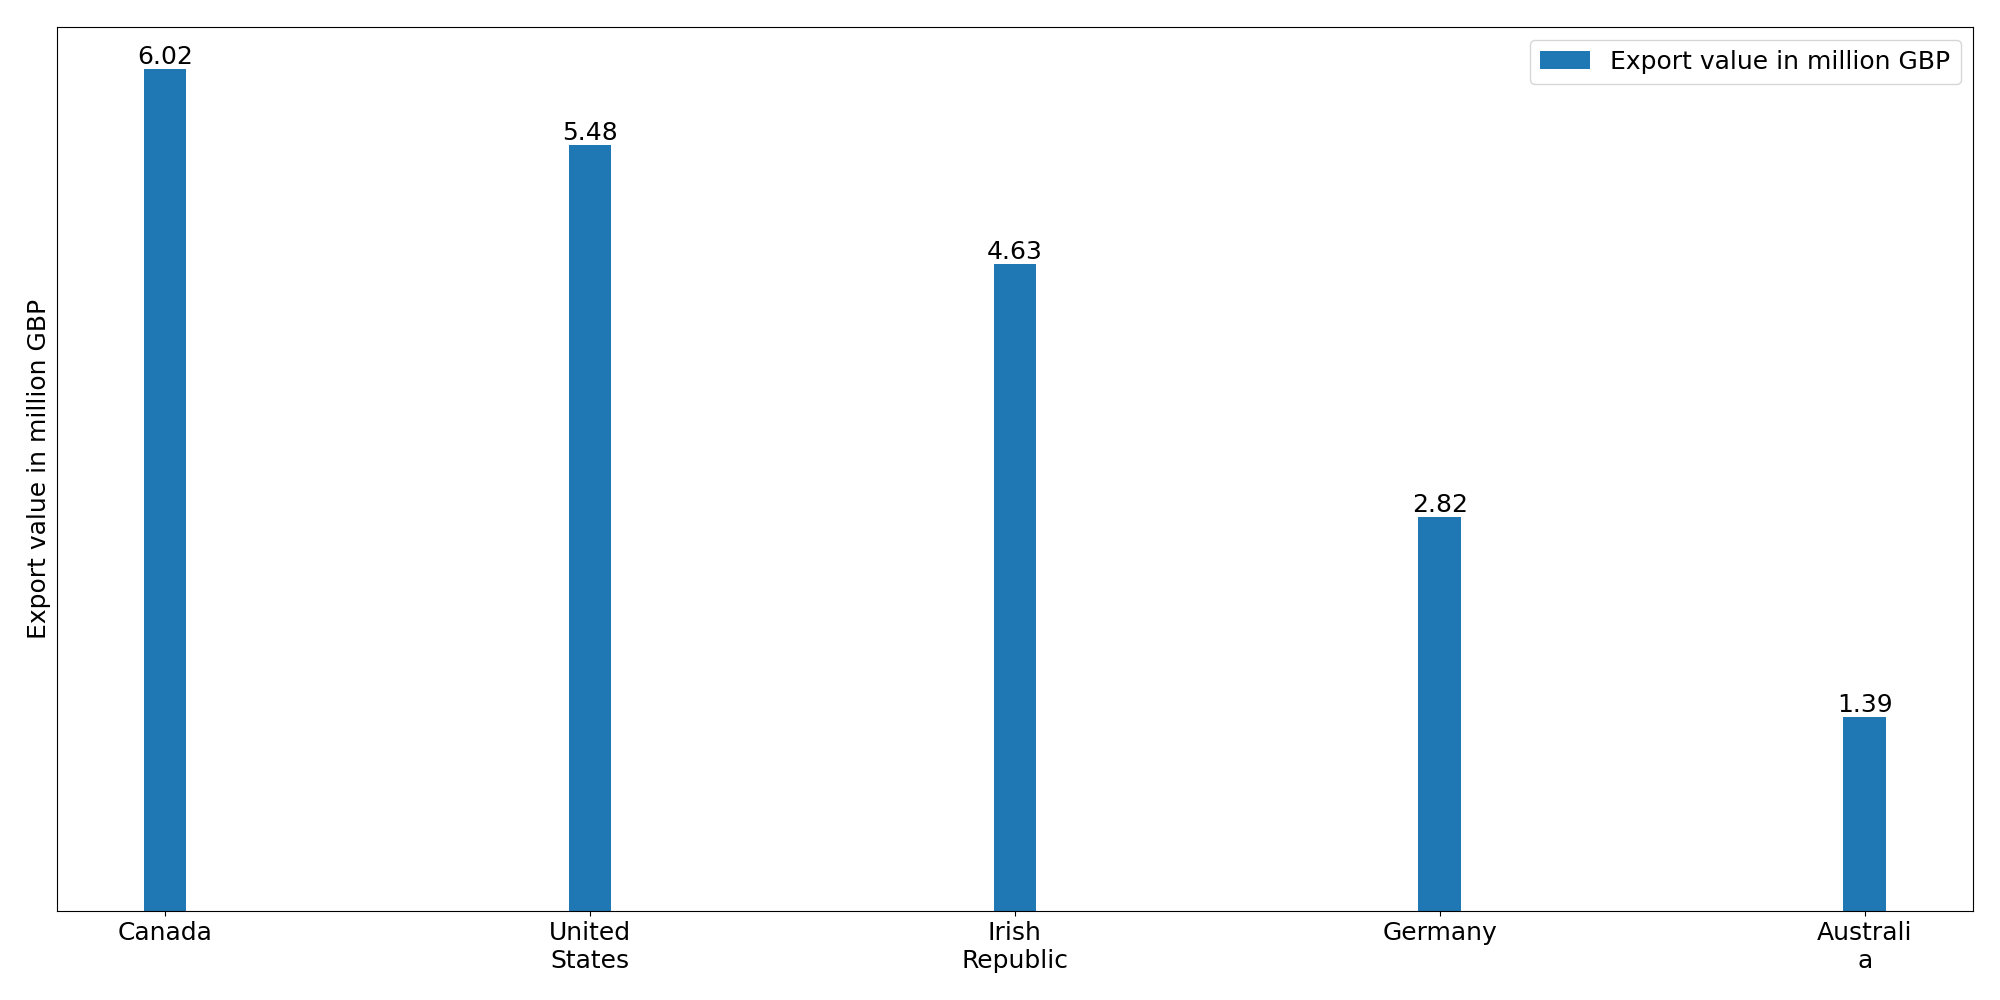 6.02
Export value in million GBP
5.48
4.63
Export value in million GBP
2.82
1.39
Canada
United
States
Irish
Republic
Germany
Australi
a